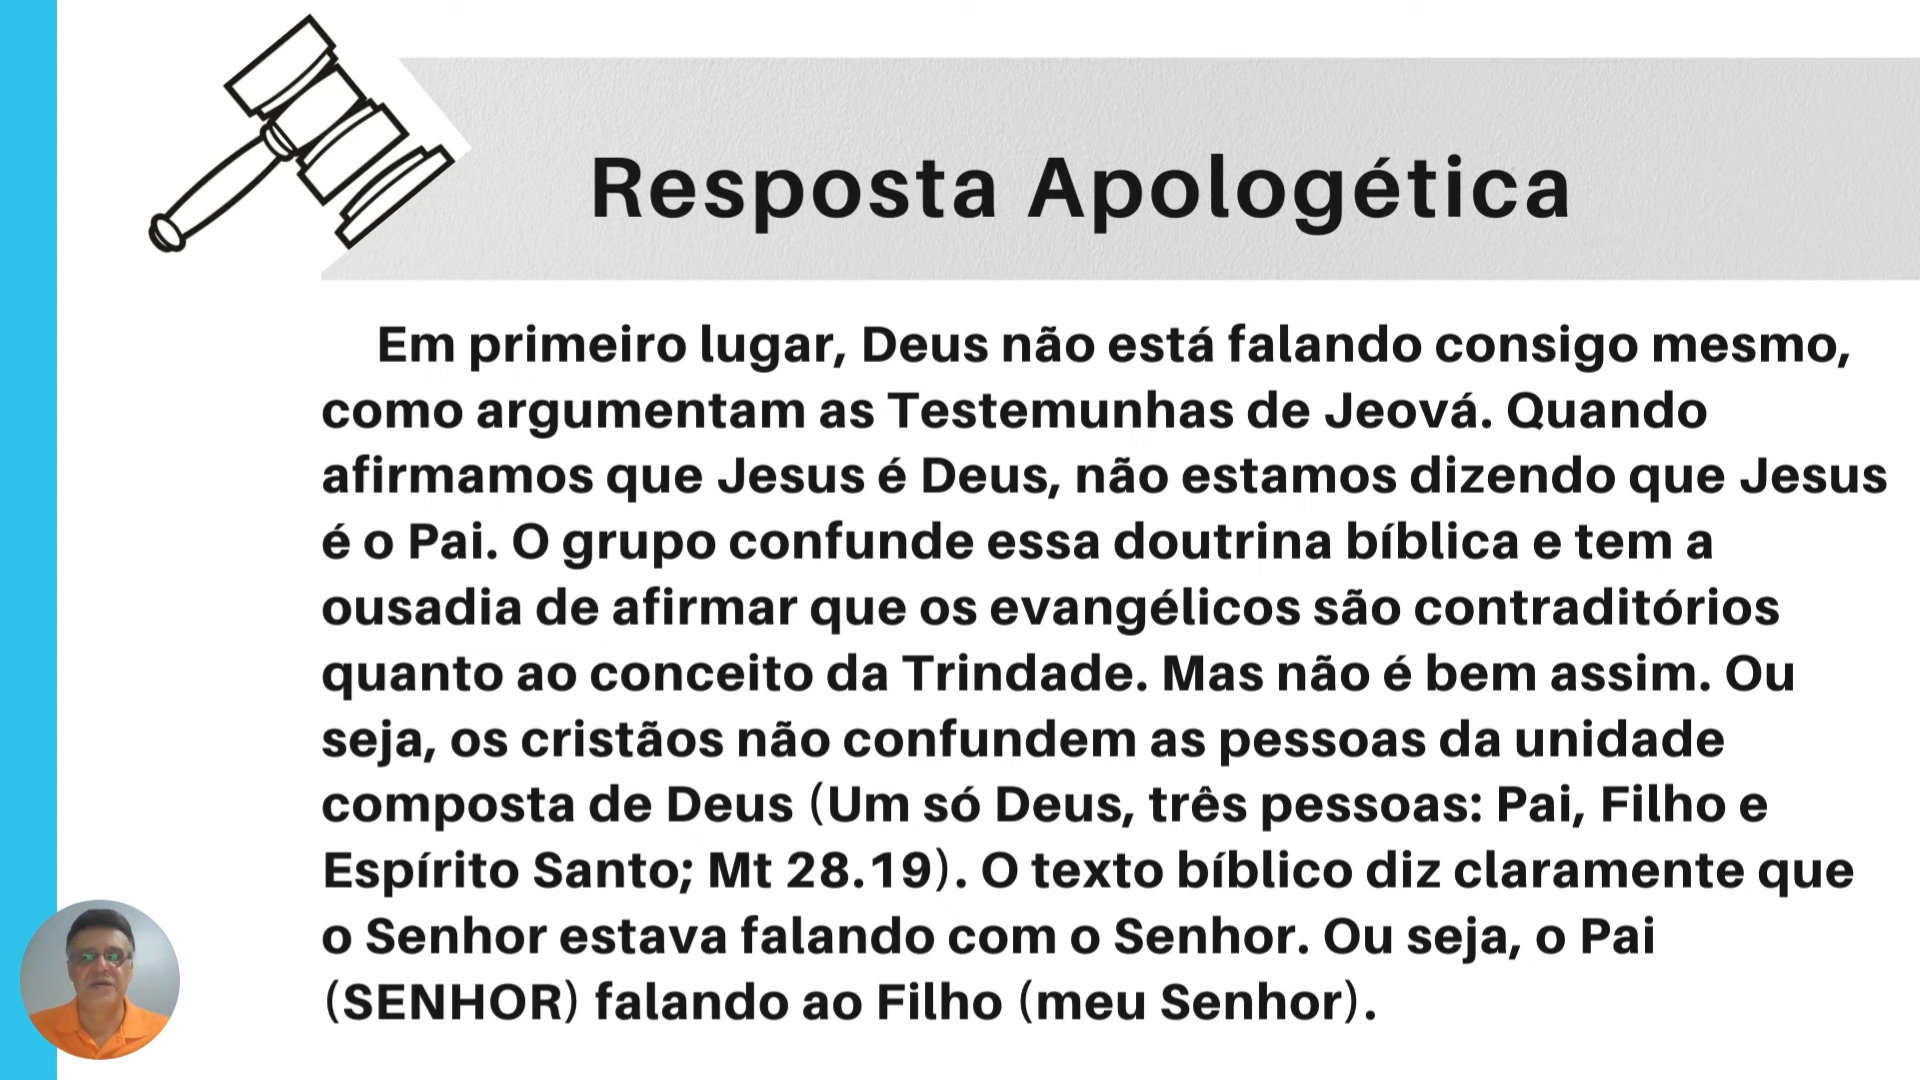 Resposta Apologética
Em primeiro lugar, Deus não está falando consigo mesmo,
como argumentam as Testemunhas de Jeová. Quando
afirmamos que Jesus é Deus, não estamos dizendo que Jesus
é o Pai. O grupo confunde essa doutrina bíblica e tem a
ousadia de afirmar que os evangélicos são contraditórios
quanto ao conceito da Trindade. Mas não é bem assim. Ou
seja, os cristãos não confundem as pessoas da unidade
composta de Deus (Um só Deus, três pessoas: Pai, Filho e
Espírito Santo; Mt 28.19). O texto bíblico diz claramente que
o Senhor estava falando com o Senhor. Ou seja, o Pai
(SENHOR) falando ao Filho (meu Senhor).